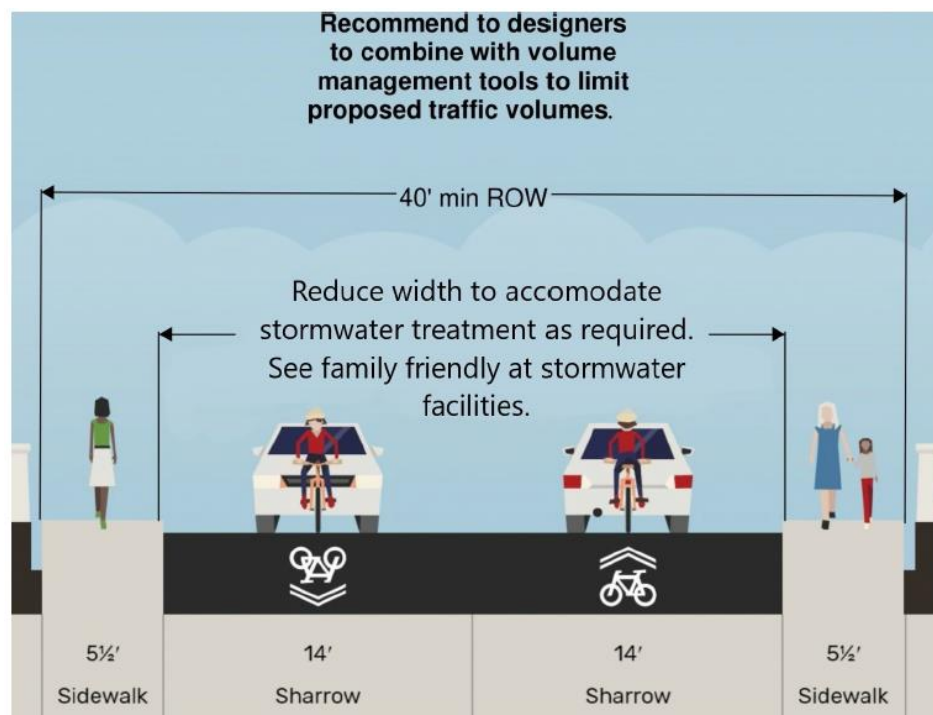 Recommend to designers
to combine with volume
management tools to limit
proposed traffic volumes.
40' min ROW
Reduce width to accomodate
stormwater treatment as required.
See family friendly at stormwater
facilities.
5½′ 14′ 14′ 5½′
Sidewalk Sharrow Sharrow Sidewalk